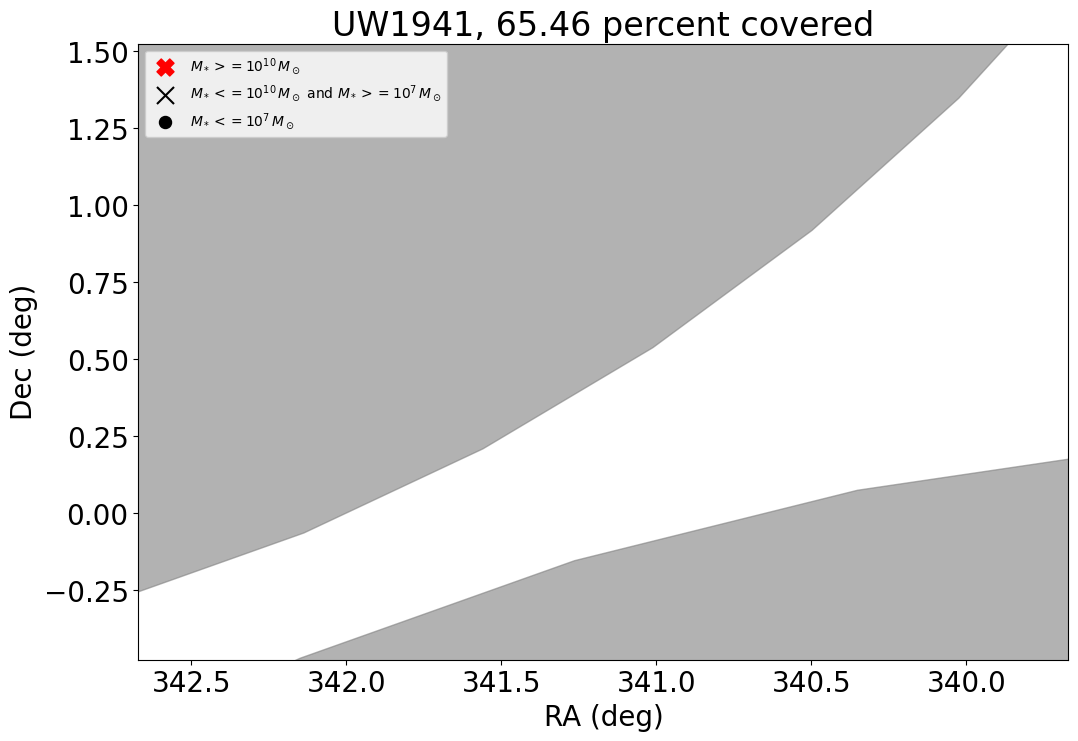 UW1941, 65.46 percent covered
M* >= 10^10 M⊙
M* <= 10^10 M⊙ and M* >= 10^7 M⊙
M* <= 10^7 M⊙
1.50
1.25
1.00
0.75
0.50
0.25
0.00
−0.25
Dec (deg)
342.5 342.0 341.5 341.0 340.5 340.0
RA (deg)